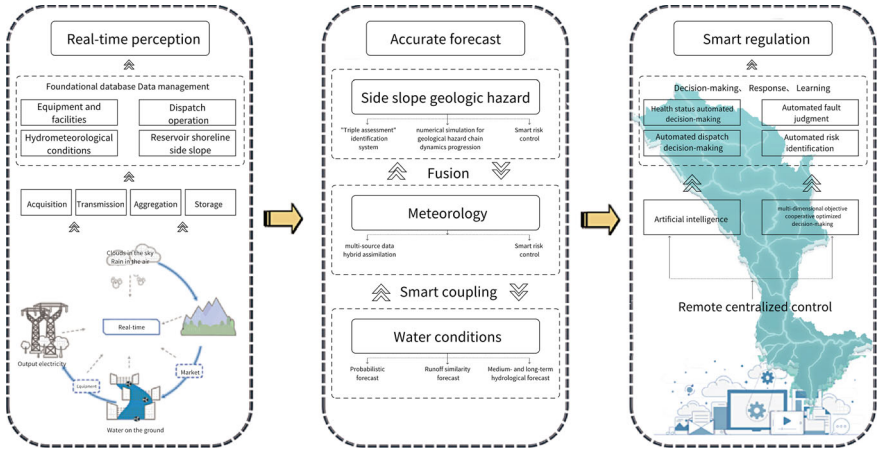 Real-time perception
Foundational database Data management
Equipment and
facilities
Dispatch
operation
Hydrometeorological
conditions
Reservoir shoreline
side slope
Acquisition
Transmission
Aggregation
Storage
Clouds in the sky
Rain in the air
Real-time
Output electricity
Equipment
Market
Water on the ground
Accurate forecast
Side slope geologic hazard
"Triple assessment"
identification
system
numerical simulation for
geological hazard chain
dynamics progression
Smart risk
control
Fusion
Meteorology
multi-source data
hybrid assimilation
Smart risk
control
Smart coupling
Water conditions
Probabilistic
forecast
Runoff similarity
forecast
Medium- and long-term
hydrological forecast
Smart regulation
Decision-making、 Response、 Learning
Health status automated
decision-making
Automated fault
judgment
Automated dispatch
decision-making
Automated risk
identification
Artificial intelligence
multi-dimensional objective
cooperative optimized
decision-making
Remote centralized control